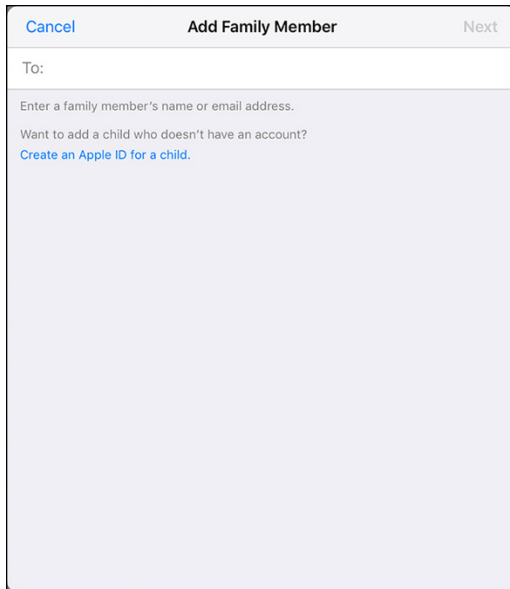 Cancel Add Family Member Next
To:
Enter a family member's name or email address.
Want to add a child who doesn't have an account?
Create an Apple ID for a child.